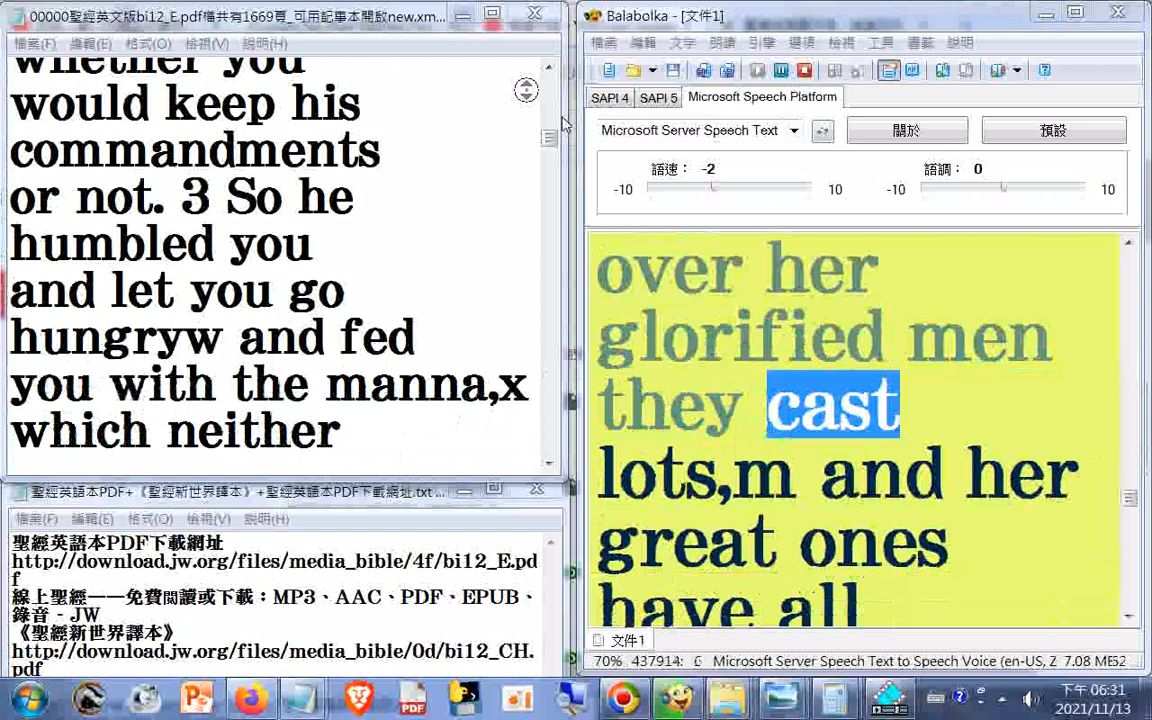 00000聖經英文版bi12_E.pdf檔共有1669頁_可用記事本開啟new.xm...
檔案(F) 編輯(E) 格式(O) 檢視(V) 說明(H)
whether you
would keep his
commandments
or not. 3 So he
humbled you
and let you go
hungryw and fed
you with the manna,x
which neither
聖經英語本PDF+《聖經新世界譯本》+聖經英語本PDF下載網址.txt ...
檔案(F) 編輯(E) 格式(O) 檢視(V) 說明(H)
聖經英語本PDF下載網址
http://download.jw.org/files/media_bible/4f/bi12_E.pd
f
線上聖經——免費閱讀或下載：MP3、AAC、PDF、EPUB、
錄音 - JW
《聖經新世界譯本》
http://download.jw.org/files/media_bible/0d/bi12_CH.
pdf
Balabolka - [文件1]
檔案 編輯 文字 朗讀 引擎 選項 檢視 工具 書籤 說明
SAPI 4 SAPI 5 Microsoft Speech Platform
Microsoft Server Speech Text 關於 預設
語速： -2 語調： 0
-10 10 -10 10
over her
glorified men
they cast
lots,m and her
great ones
have all
文件1
70% 437914: 6 Microsoft Server Speech Text to Speech Voice (en-US, Z 7.08 ME52
下午 06:31
2021/11/13